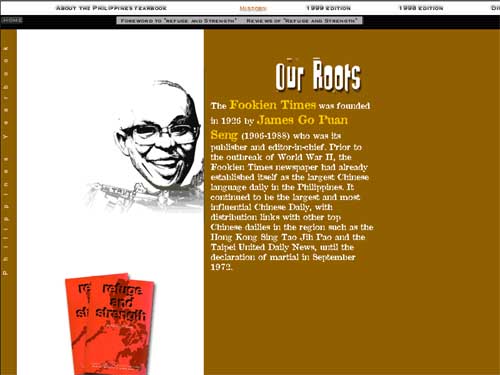 About the Philippines yearbook History 1999 edition 1998 edition
HOME Foreword to "Refuge and Strength" Reviews of "Refuge and Strength"
Philippines Yearbook
Our Roots
The Fookien Times was founded
in 1926 by James Go Puan
Seng (1906-1988) who was its
publisher and editor-in-chief. Prior to
the outbreak of World War II, the
Fookien Times newspaper had already
established itself as the largest Chinese
language daily in the Philippines. It
continued to be the largest and most
influential Chinese Daily, with
distribution links with other top
Chinese dailies in the region such as the
Hong Kong Sing Tao Jih Pao and the
Taipei United Daily News, until the
declaration of martial in September
1972.
refuge
and
strength